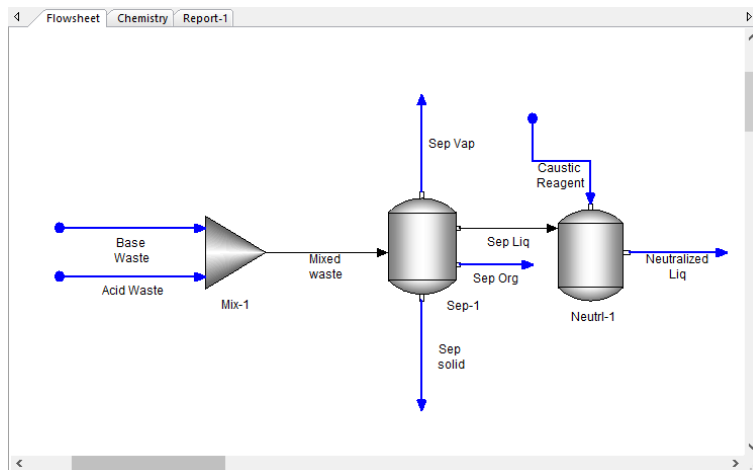 Flowsheet
Chemistry
Report-1
Sep Vap
Caustic
Reagent
Base
Waste
Mixed
waste
Sep Liq
Neutralized
Liq
Acid Waste
Sep Org
Mix-1
Sep-1
Neutrl-1
Sep
solid